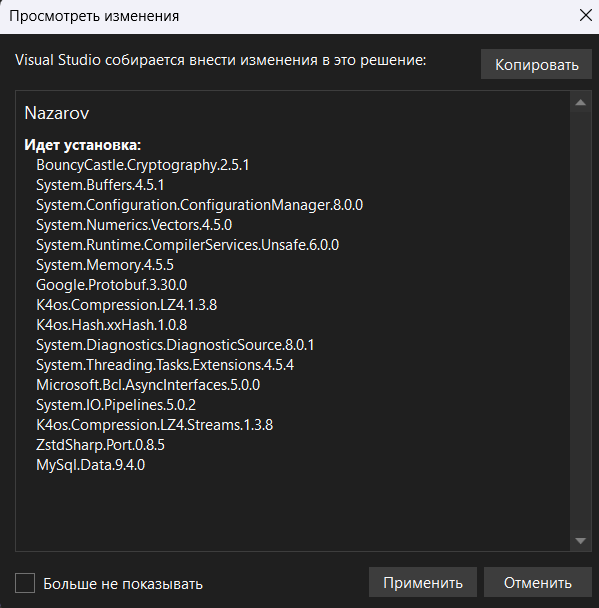 Просмотреть изменения
Visual Studio собирается внести изменения в это решение:
Копировать
Nazarov
Идет установка:
BouncyCastle.Cryptography.2.5.1
System.Buffers.4.5.1
System.Configuration.ConfigurationManager.8.0.0
System.Numerics.Vectors.4.5.0
System.Runtime.CompilerServices.Unsafe.6.0.0
System.Memory.4.5.5
Google.Protobuf.3.30.0
K4os.Compression.LZ4.1.3.8
K4os.Hash.xxHash.1.0.8
System.Diagnostics.DiagnosticSource.8.0.1
System.Threading.Tasks.Extensions.4.5.4
Microsoft.Bcl.AsyncInterfaces.5.0.0
System.IO.Pipelines.5.0.2
K4os.Compression.LZ4.Streams.1.3.8
ZstdSharp.Port.0.8.5
MySql.Data.9.4.0
Больше не показывать
Применить
Отменить